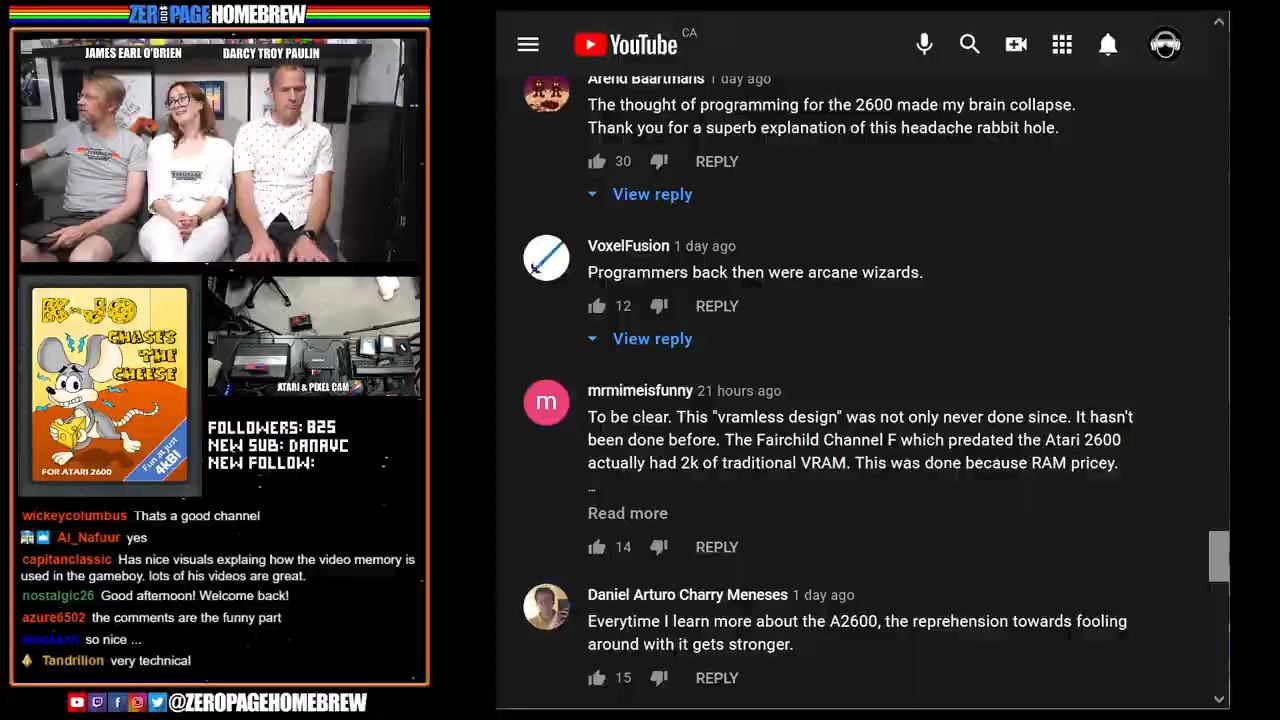 ZEROPAGE HOMEBREW
JAMES EARL O'BRIEN
DARCY TROY PAULIN
K-JO
CHASES
THE
CHEESE
Fun at just
4KB!
FOR ATARI 2600
ATARI & PIXEL CAM
FOLLOWERS: 825
NEW SUB: DANAYC
NEW FOLLOW:
wickeycolumbus Thats a good channel
Al_Nafuur yes
capitanclassic Has nice visuals explaing how the video memory is
used in the gameboy. lots of his videos are great.
nostalgic26 Good afternoon! Welcome back!
azure6502 the comments are the funny part
so nice ...
Tandrilion very technical
@ZEROPAGEHOMEBREW
YouTube CA
Arend Baartmans 1 day ago
The thought of programming for the 2600 made my brain collapse.
Thank you for a superb explanation of this headache rabbit hole.
30 REPLY
View reply
VoxelFusion 1 day ago
Programmers back then were arcane wizards.
12 REPLY
View reply
m
mrmimeisfunny 21 hours ago
To be clear. This "vramless design" was not only never done since. It hasn't
been done before. The Fairchild Channel F which predated the Atari 2600
actually had 2k of traditional VRAM. This was done because RAM pricey.
...
Read more
14 REPLY
Daniel Arturo Charry Meneses 1 day ago
Everytime I learn more about the A2600, the reprehension towards fooling
around with it gets stronger.
15 REPLY